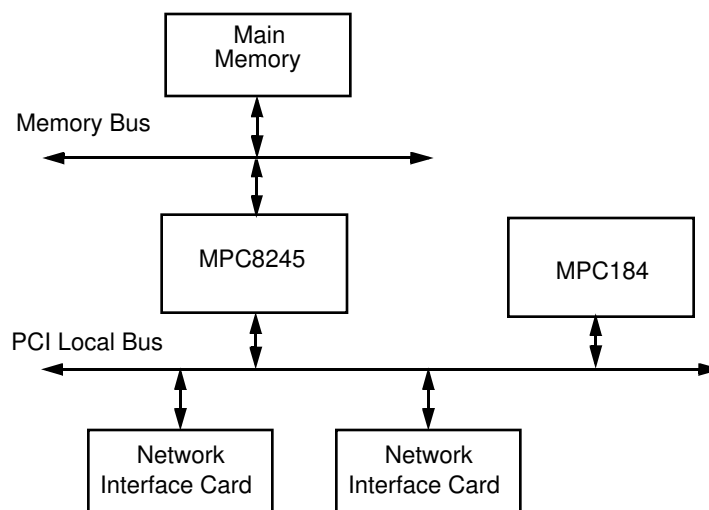 Main
Memory
Memory Bus
MPC8245
MPC184
PCI Local Bus
Network
Interface Card
Network
Interface Card